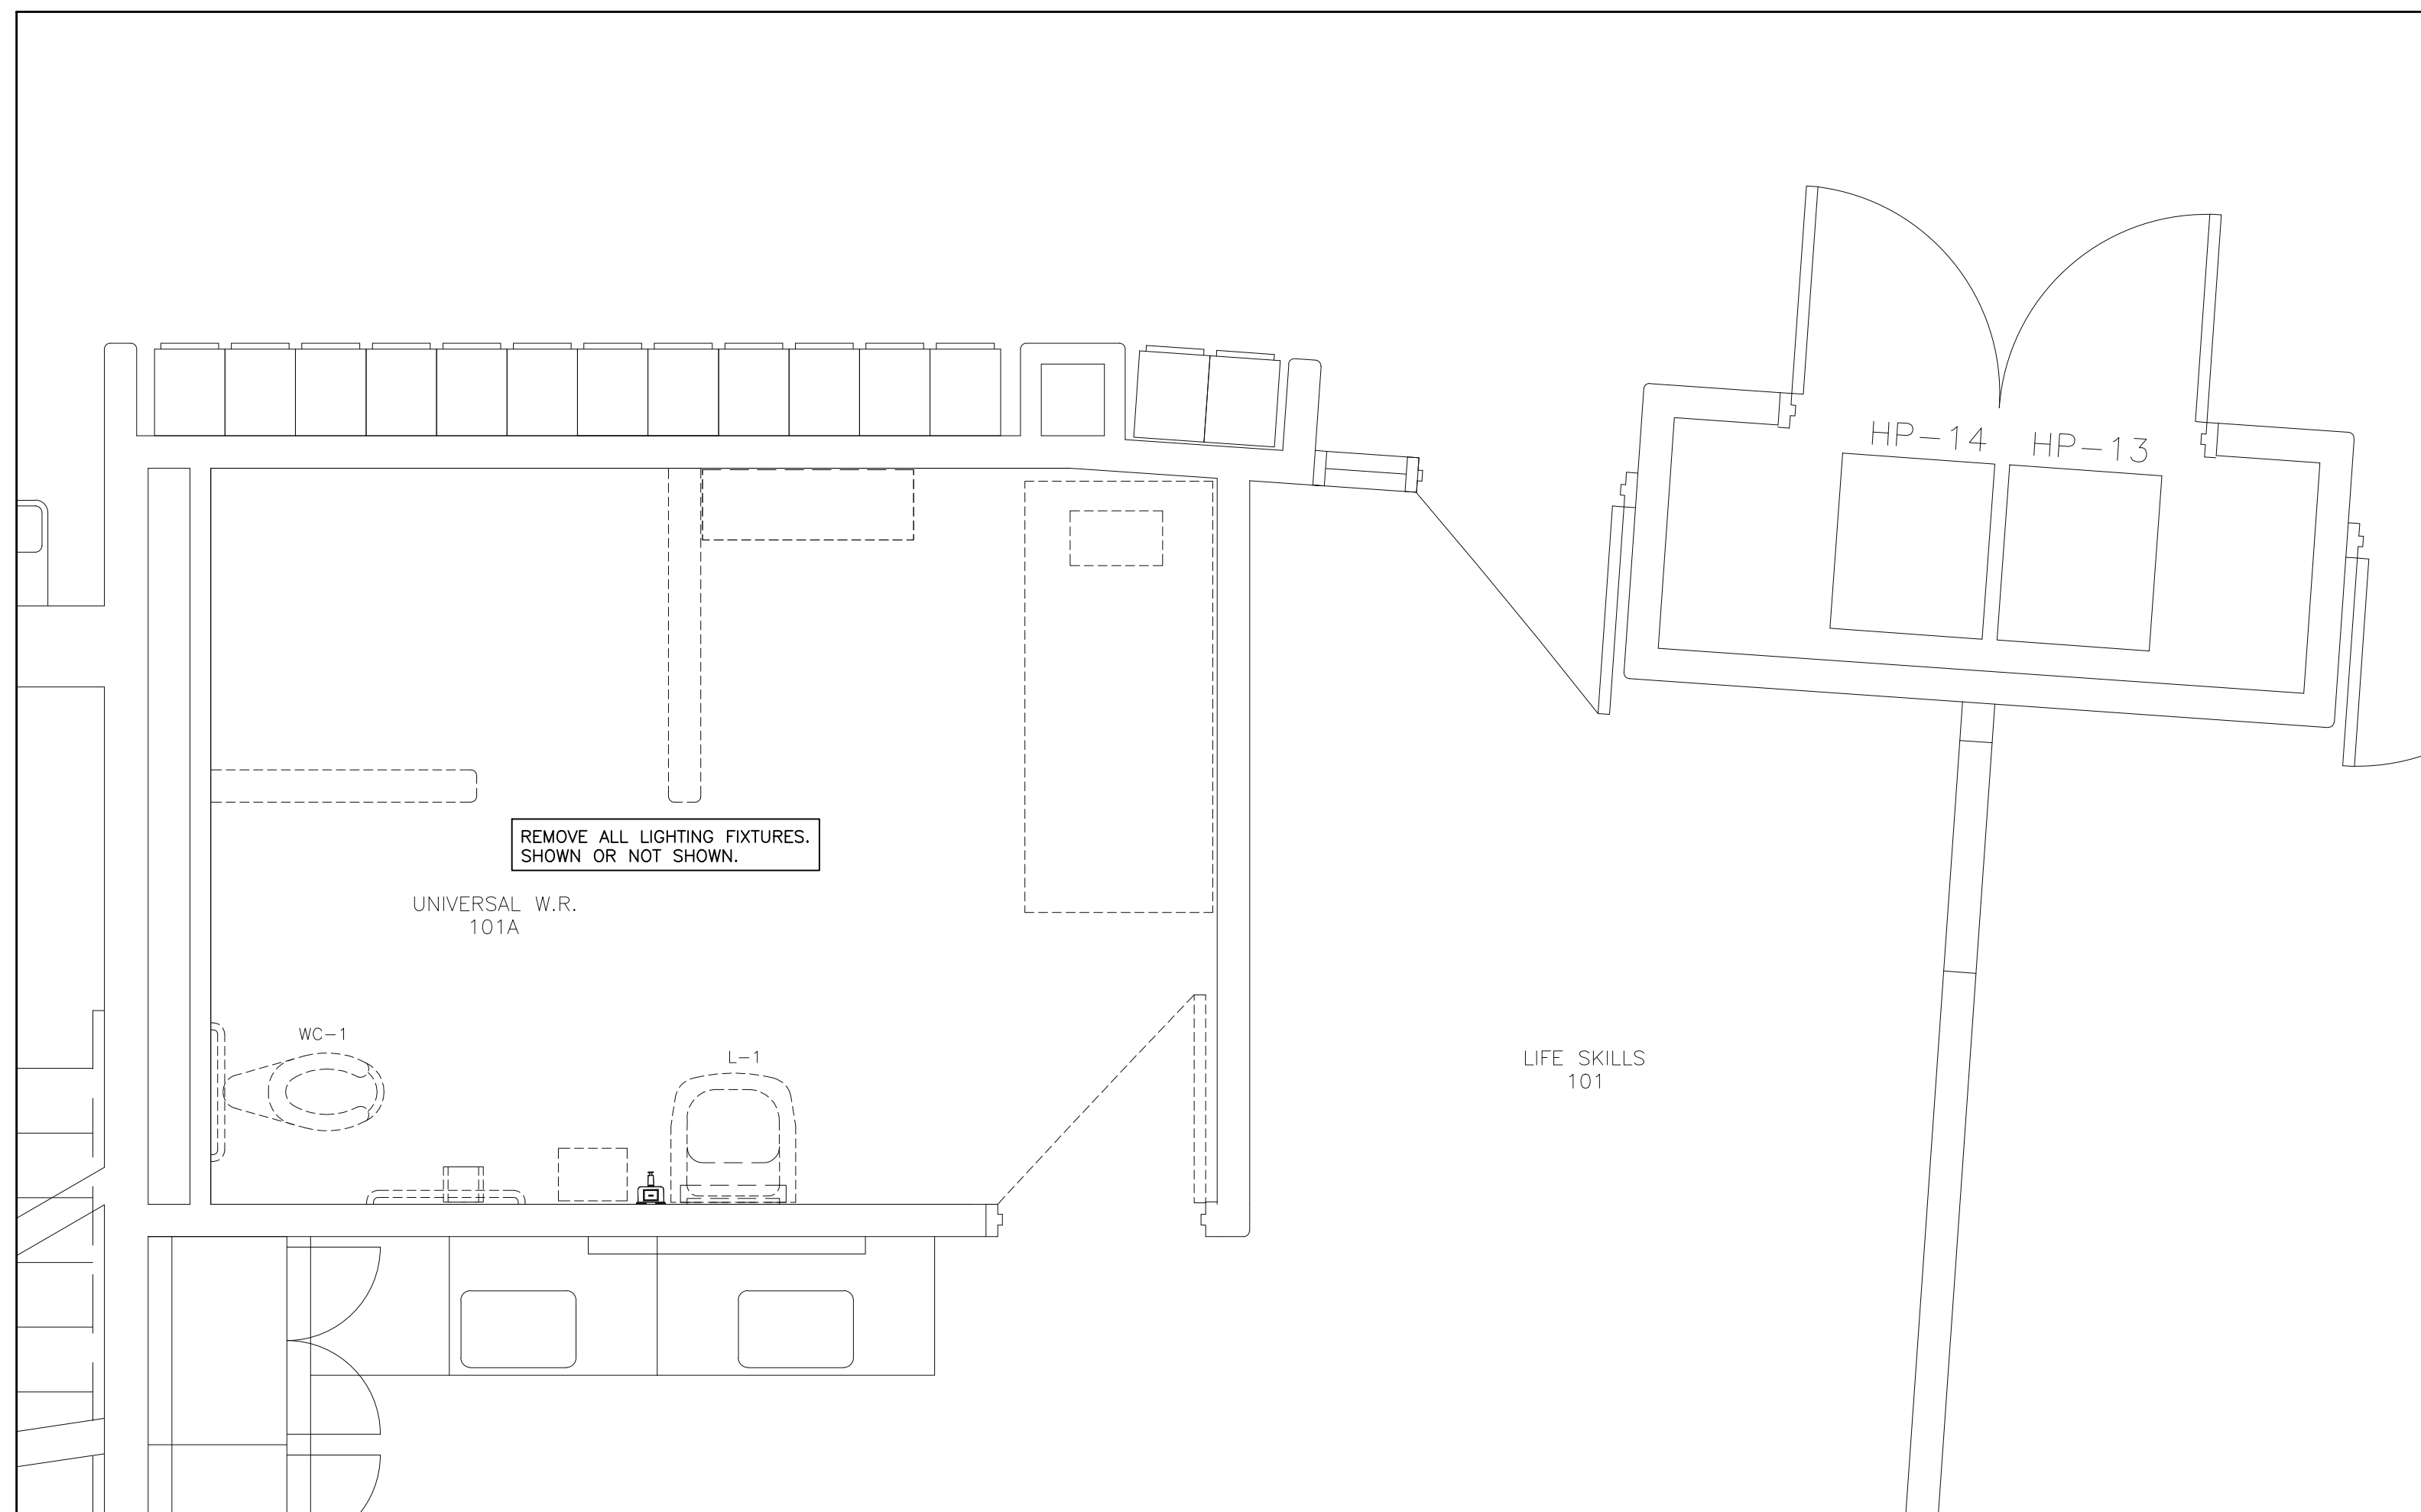 HP-14 HP-13
REMOVE ALL LIGHTING FIXTURES.
SHOWN OR NOT SHOWN.
UNIVERSAL W.R.
101A
WC-1
L-1
LIFE SKILLS
101